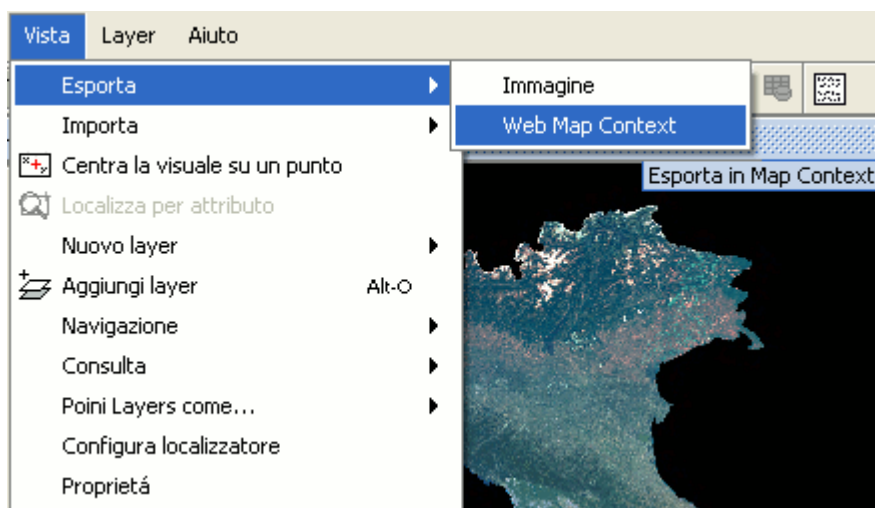 Vista Layer Aiuto
Esporta
Immagine
Importa
Web Map Context
Centra la visuale su un punto
Esporta in Map Context
Localizza per attributo
Nuovo layer
Aggiungi layer Alt-O
Navigazione
Consulta
Poini Layers come...
Configura localizzatore
Proprietá